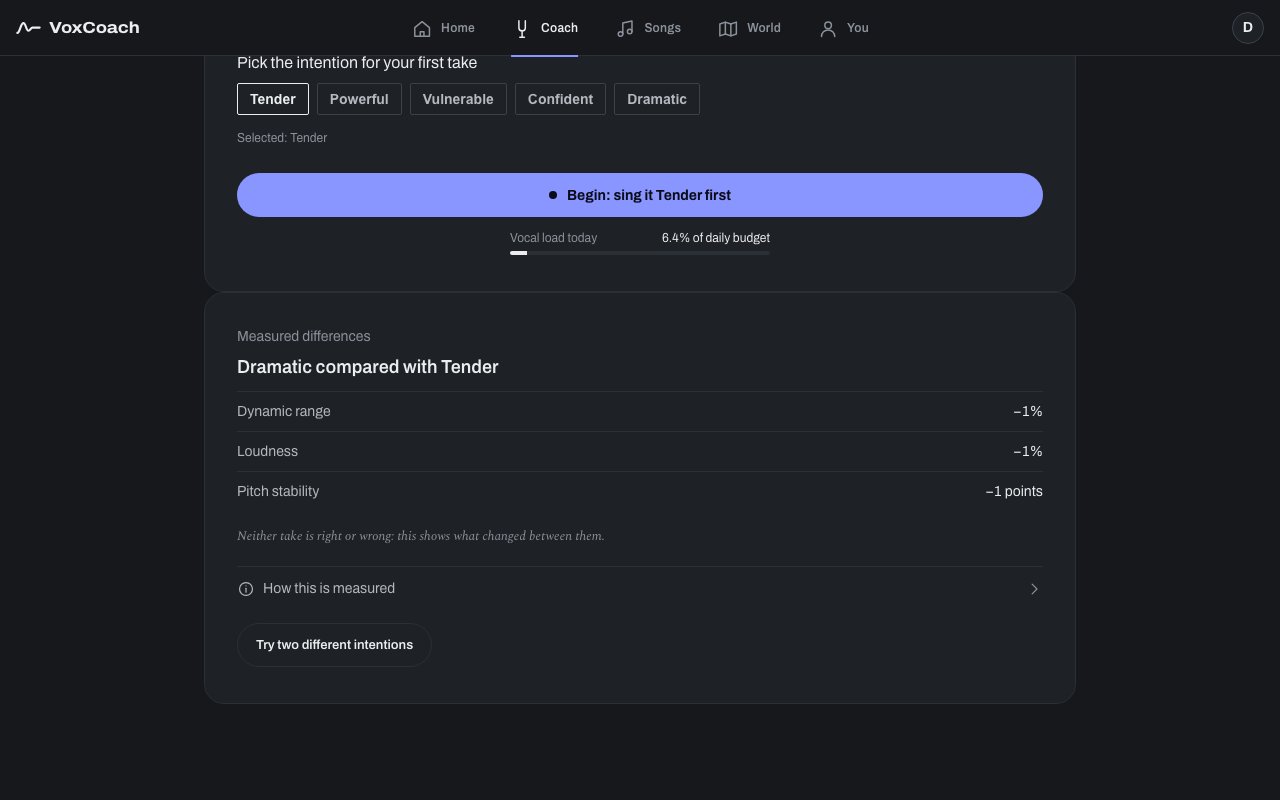 VoxCoach
Home
Coach
Songs
World
You
D
Pick the intention for your first take
Tender
Powerful
Vulnerable
Confident
Dramatic
Selected: Tender
Begin: sing it Tender first
Vocal load today
6.4% of daily budget
Measured differences
Dramatic compared with Tender
Dynamic range
−1%
Loudness
−1%
Pitch stability
−1 points
Neither take is right or wrong: this shows what changed between them.
How this is measured
Try two different intentions